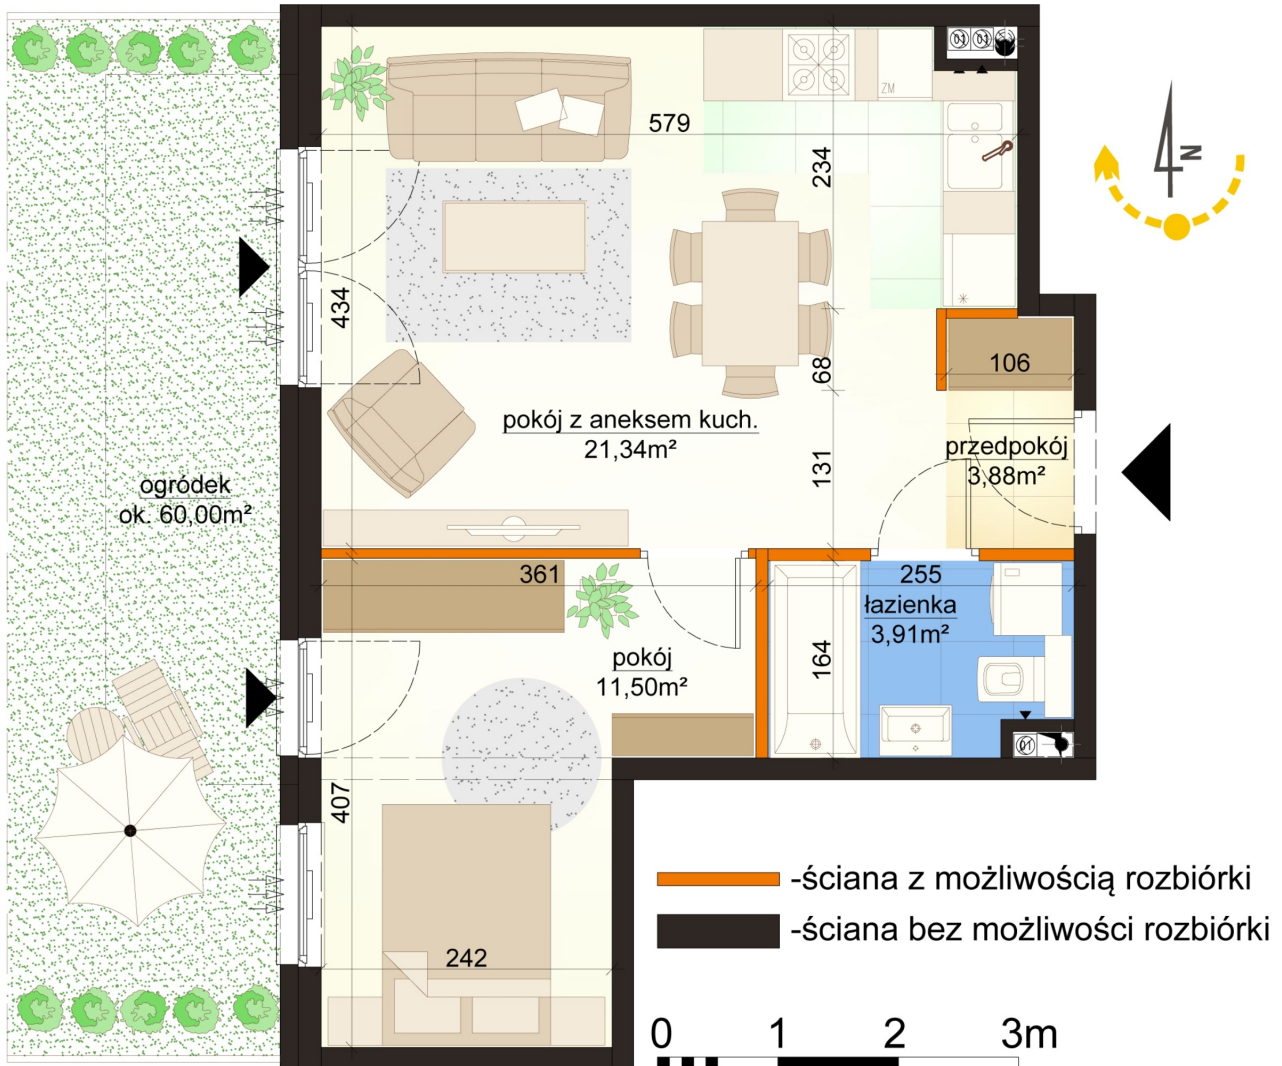 579
234
ZM
N
434
68
106
pokój z aneksem kuch.
21,34m²
131
przedpokój
3,88m²
ogródek
ok. 60,00m²
361
255
łazienka
3,91m²
164
pokój
11,50m²
01
407
242
-ściana z możliwością rozbiórki
-ściana bez możliwości rozbiórki
0 1 2 3m